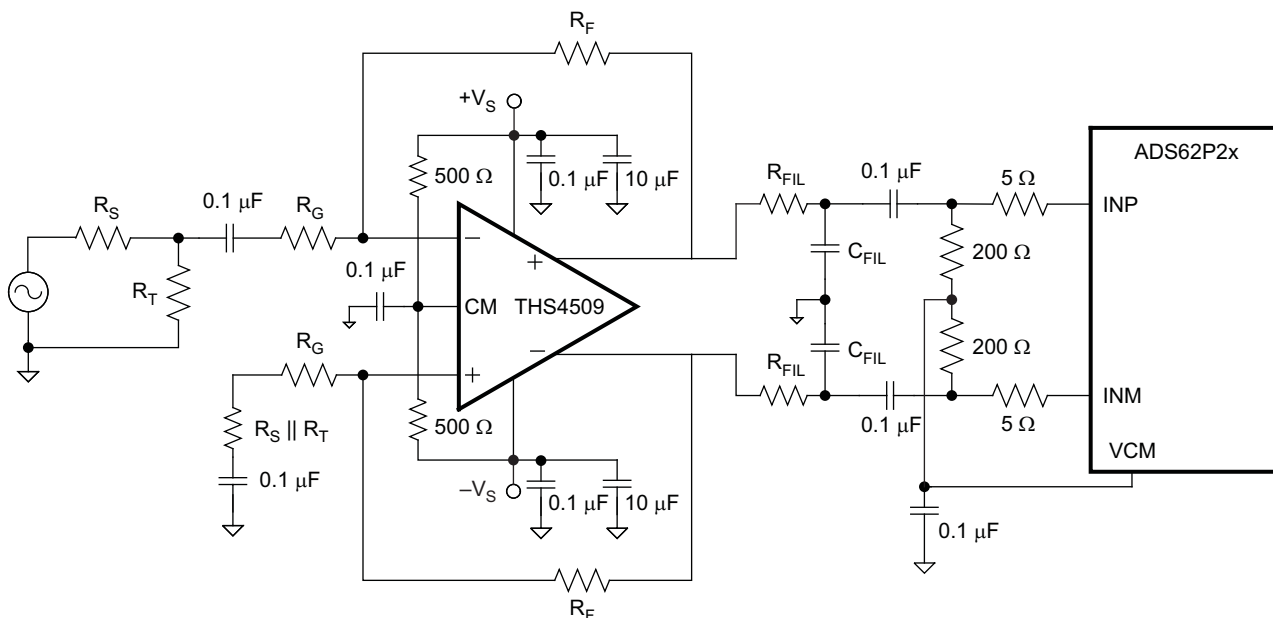 R_F
+V_S
ADS62P2x
500 Ω
0.1 μF
10 μF
R_FIL
0.1 μF
5 Ω
R_S
0.1 μF
R_G
INP
−
C_FIL
200 Ω
0.1 μF
+
R_T
CM
THS4509
−
R_G
+
R_FIL
C_FIL
200 Ω
INM
R_S || R_T
500 Ω
0.1 μF
5 Ω
0.1 μF
VCM
−V_S
0.1 μF
10 μF
0.1 μF
R_F